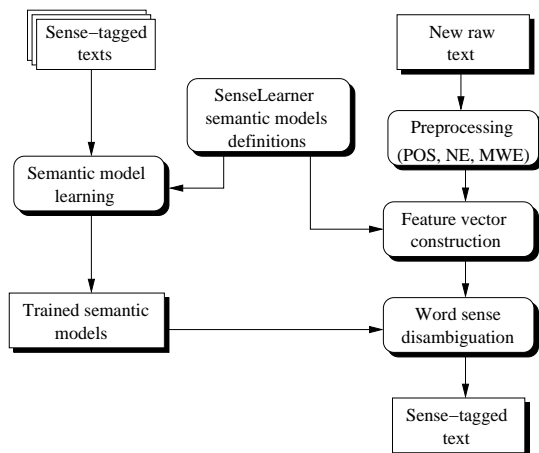 Sense−tagged
texts
New raw
text
SenseLearner
semantic models
definitions
Preprocessing
(POS, NE, MWE)
Semantic model
learning
Feature vector
construction
Trained semantic
models
Word sense
disambiguation
Sense−tagged
text